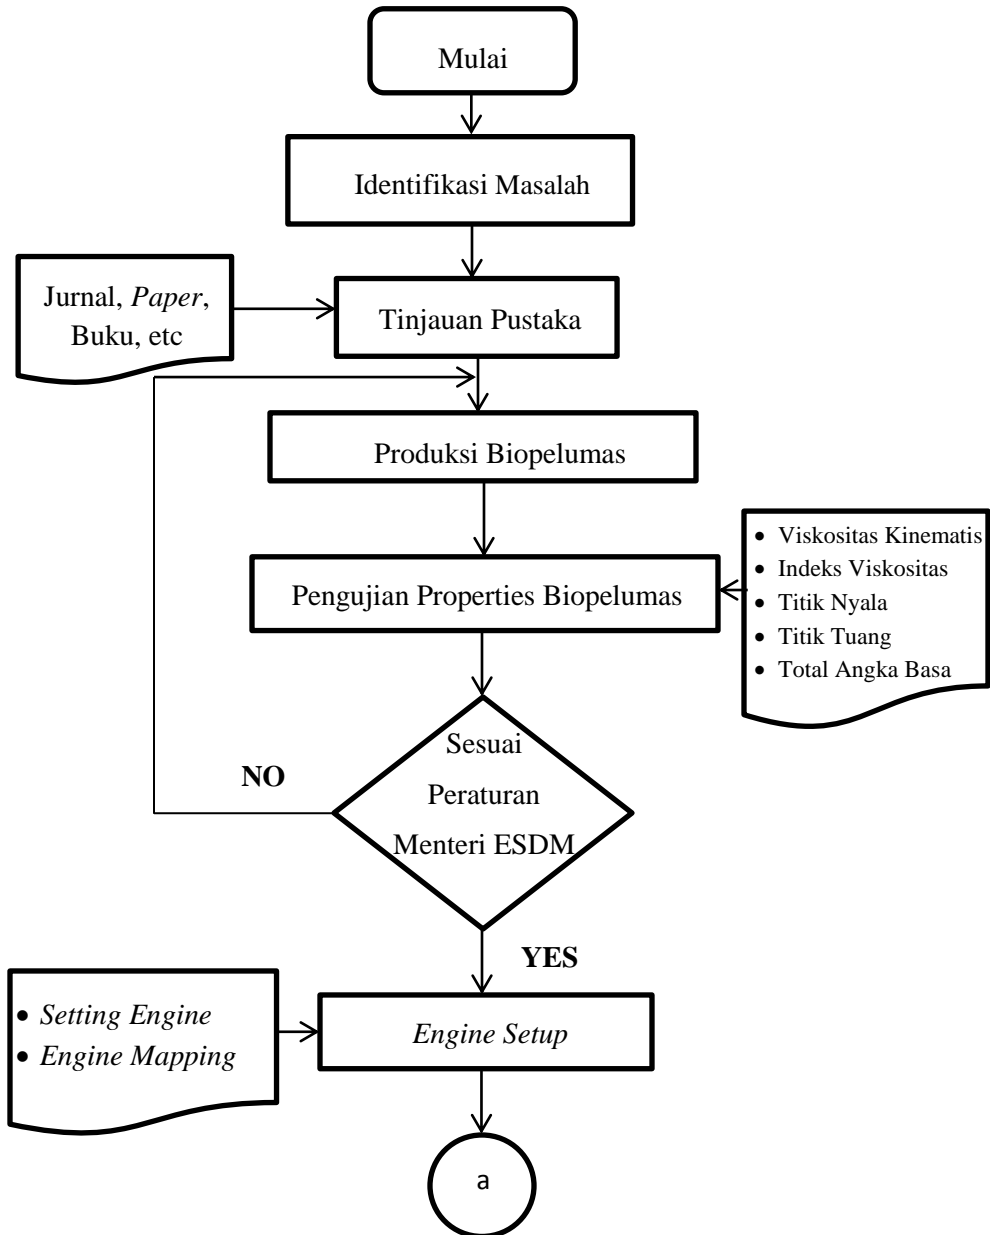 Mulai
Identifikasi Masalah
Jurnal, Paper,
Buku, etc
Tinjauan Pustaka
Produksi Biopelumas
Pengujian Properties Biopelumas
• Viskositas Kinematis
• Indeks Viskositas
• Titik Nyala
• Titik Tuang
• Total Angka Basa
Sesuai
Peraturan
Menteri ESDM
NO
YES
• Setting Engine
• Engine Mapping
Engine Setup
a